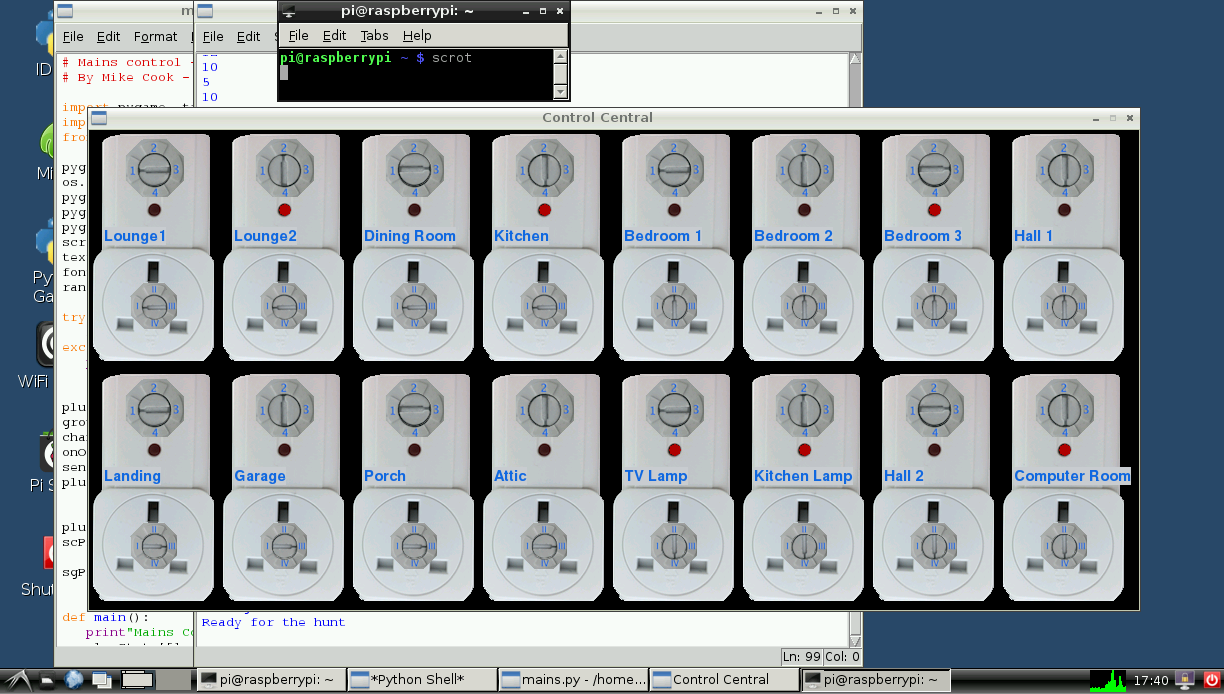 pi@raspberrypi: ~
File Edit Format
File Edit
File Edit Tabs Help
pi@raspberrypi ~ $ scrot
# Mains control
# By Mike Cook -
10
5
10
import pygame
Control Central
pyg
os.
pyg
pyg
pyg
scr
tex
fon
ran
try
exc
plu
gro
cha
onO
sen
plu
plu
scP
sgP
def main():
print"Mains Co
2
1 3
4
2
1 3
4
2
1 3
4
2
1 3
4
2
1 3
4
2
1 3
4
2
1 3
4
2
1 3
4
Lounge1 Lounge2 Dining Room Kitchen Bedroom 1 Bedroom 2 Bedroom 3 Hall 1
II
I III
IV
II
I III
IV
II
I III
IV
II
I III
IV
II
I III
IV
II
I III
IV
II
I III
IV
II
I III
IV
2
1 3
4
2
1 3
4
2
1 3
4
2
1 3
4
2
1 3
4
2
1 3
4
2
1 3
4
2
1 3
4
Landing Garage Porch Attic TV Lamp Kitchen Lamp Hall 2 Computer Room
II
I III
IV
II
I III
IV
II
I III
IV
II
I III
IV
II
I III
IV
II
I III
IV
II
I III
IV
II
I III
IV
Ready for the hunt
Ln: 99 Col: 0
ID
Mi
Py
Ga
WiFi
Pi S
Shut
pi@raspberrypi: ~ *Python Shell* mains.py - /home... Control Central pi@raspberrypi: ~ 17:40